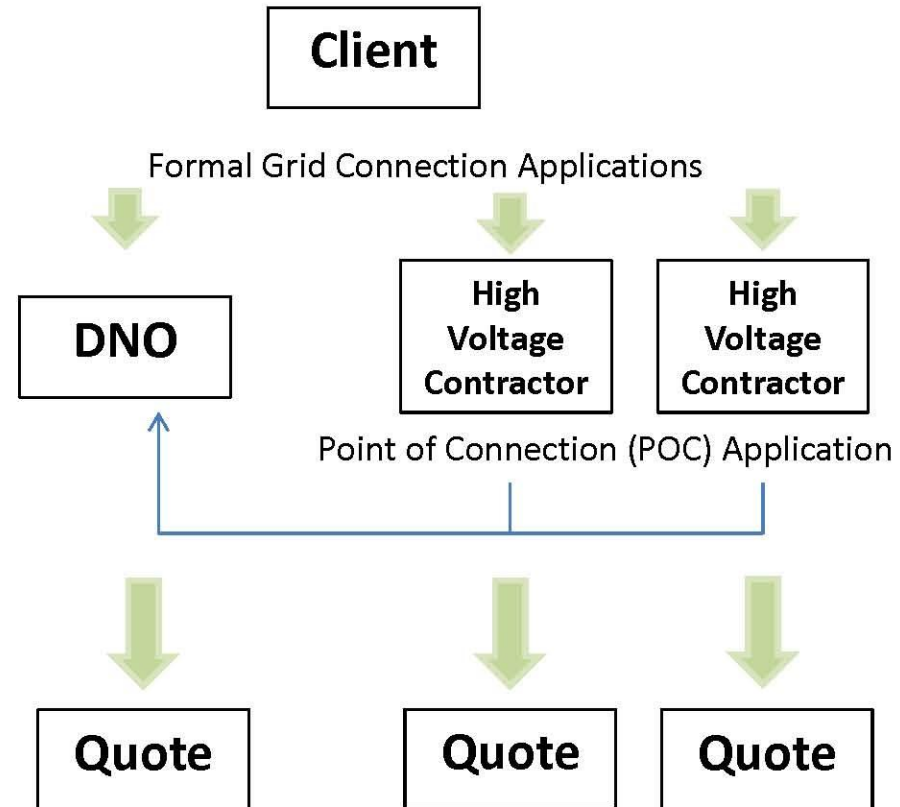 Client
Formal Grid Connection Applications
DNO
High
Voltage
Contractor
High
Voltage
Contractor
Point of Connection (POC) Application
Quote
Quote
Quote